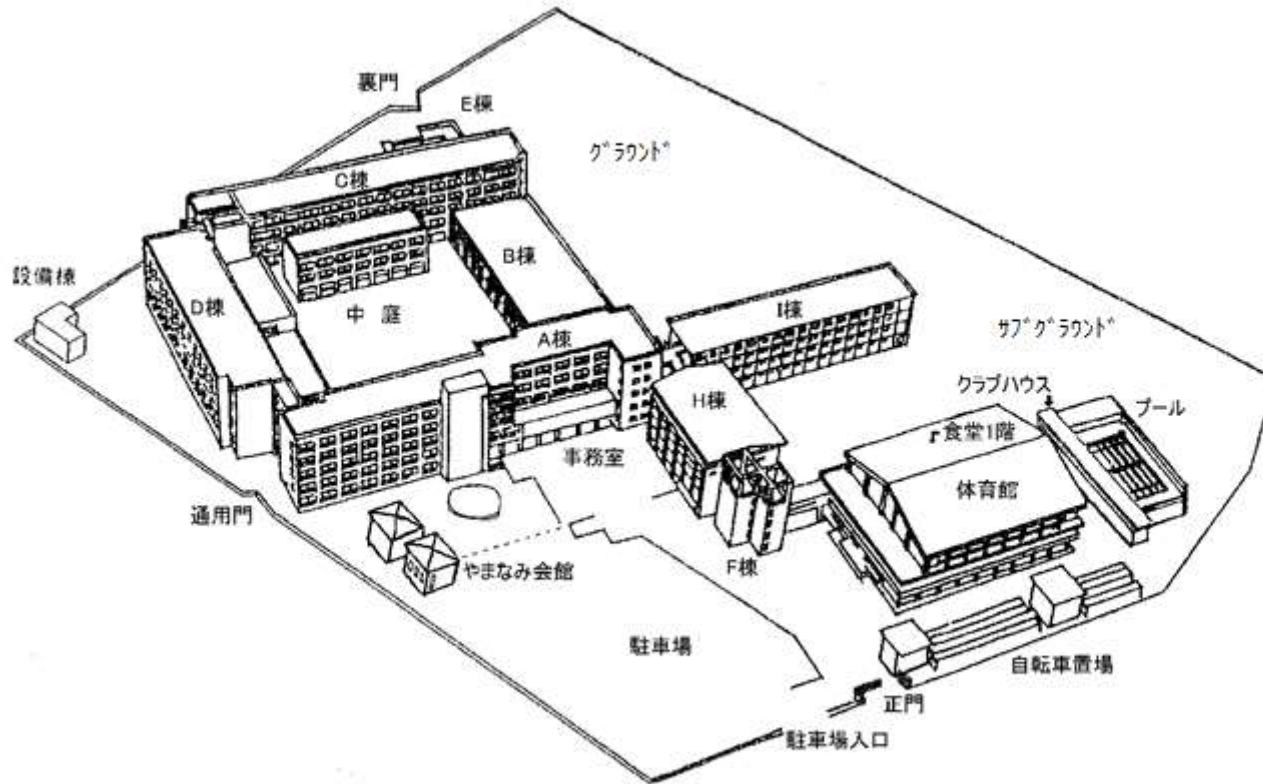 裏門
E棟
グラウンド
C棟
B棟
設備棟
D棟
中庭
I棟
A棟
サブグラウンド
クラブハウス
プール
H棟
食堂1階
事務室
体育館
通用門
F棟
やまなみ会館
駐車場
自転車置場
正門
駐車場入口